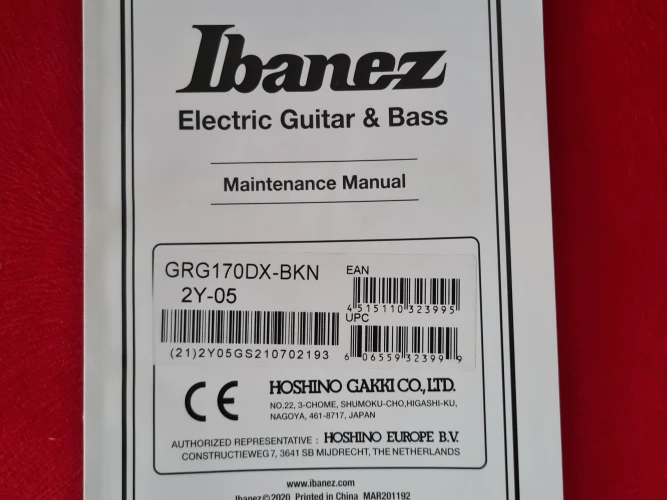 Ibanez
Electric Guitar & Bass
Maintenance Manual
GRG170DX-BKN
2Y-05
EAN
4 515110 323995
UPC
6 06559 32399 9
(21)2Y05GS210702193
CE
HOSHINO GAKKI CO.,LTD.
NO.22, 3-CHOME, SHUMOKU-CHO,HIGASHI-KU,
NAGOYA, 461-8717, JAPAN
AUTHORIZED REPRESENTATIVE : HOSHINO EUROPE B.V.
CONSTRUCTIEWEG 7, 3641 SB MIJDRECHT, THE NETHERLANDS
www.ibanez.com
Ibanez©2020 Printed in China MAR201192